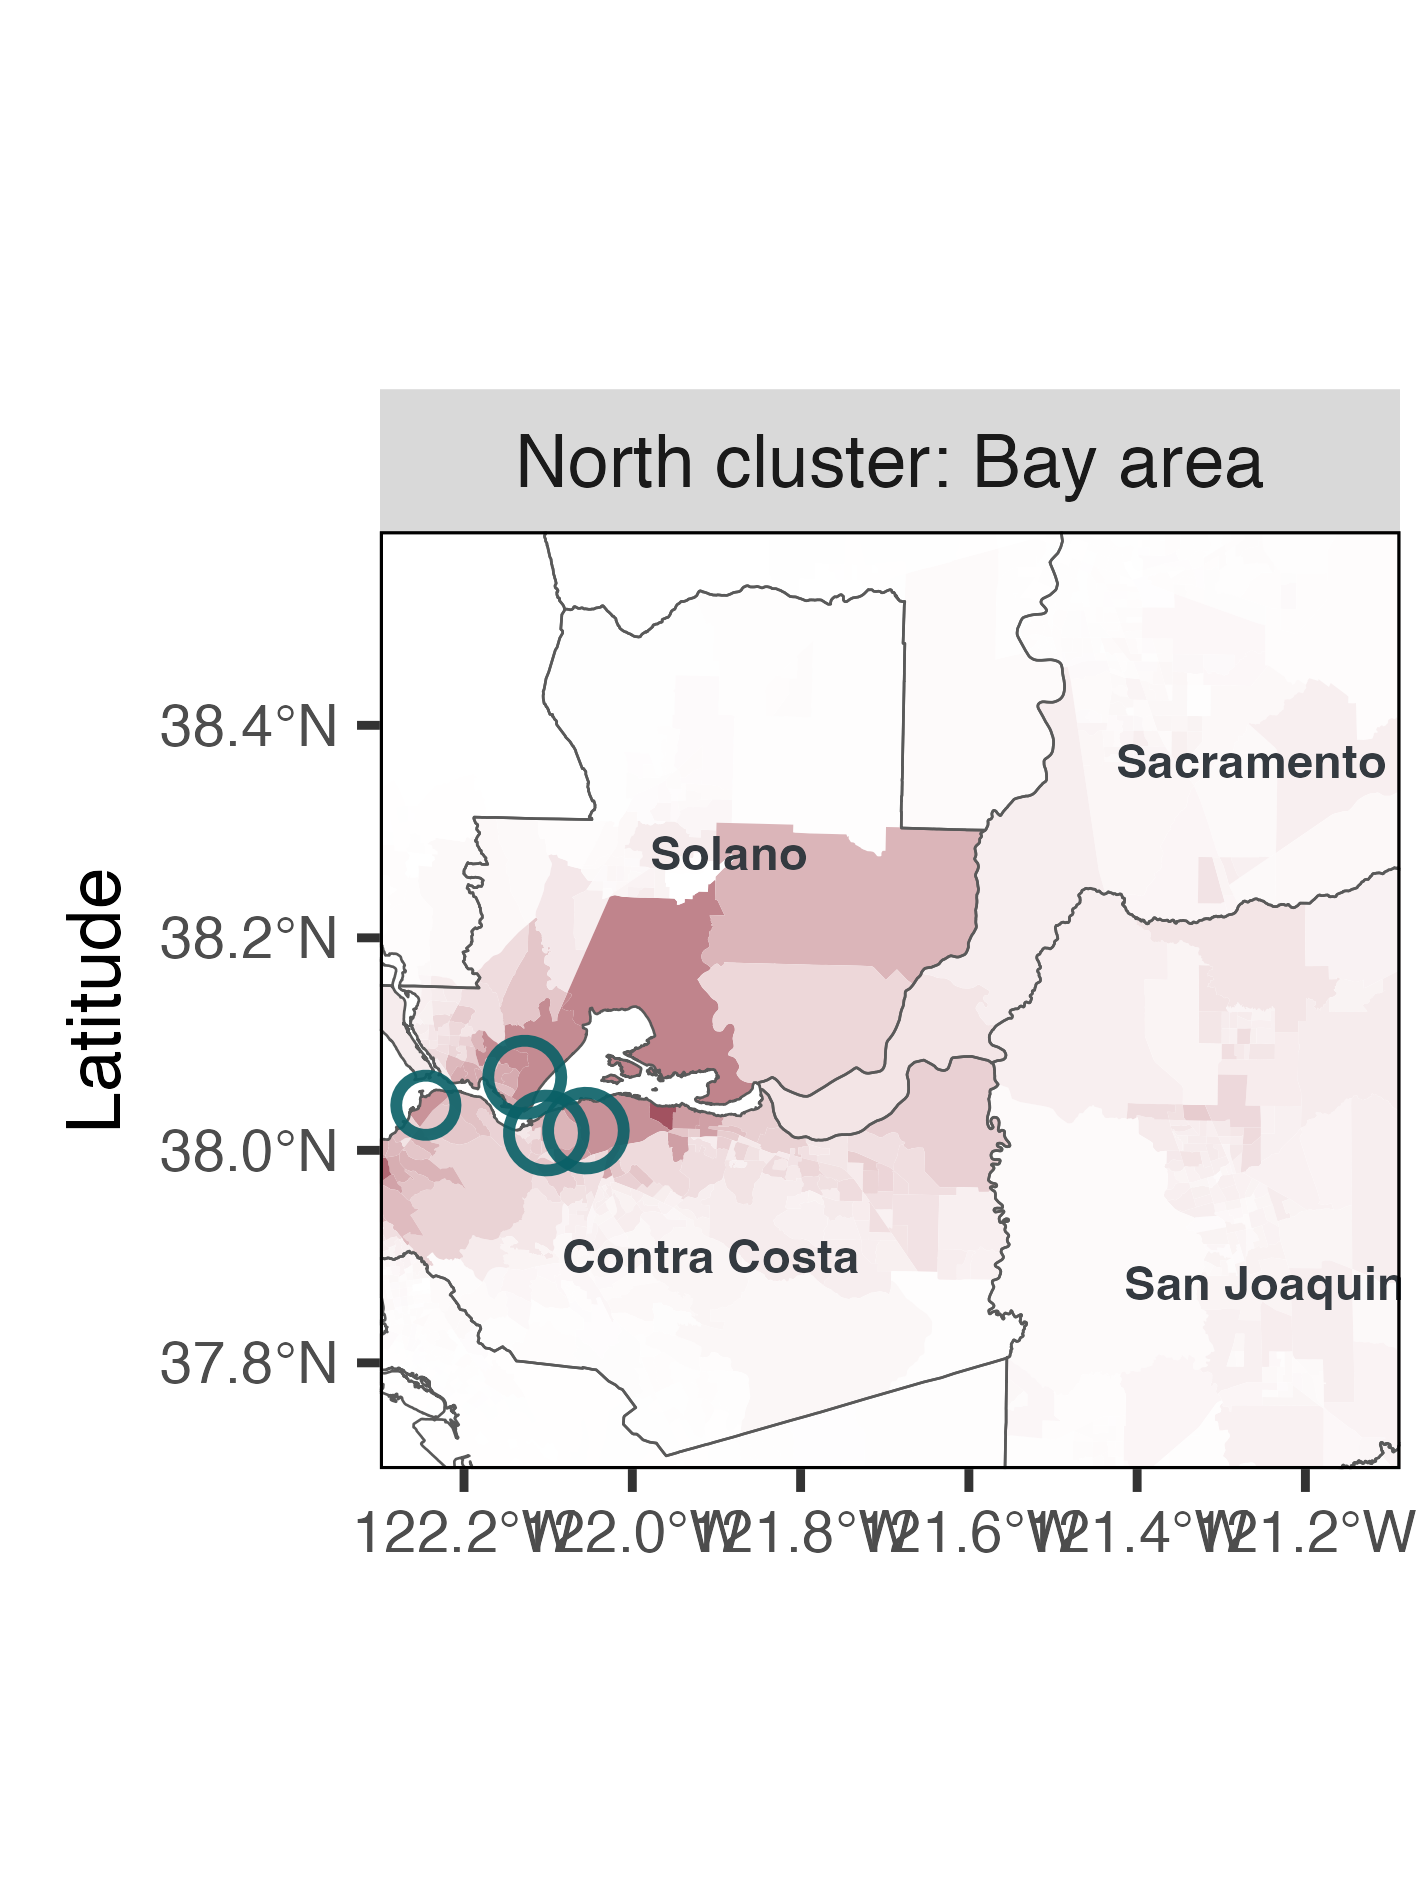 North cluster: Bay area
Latitude
38.4°N
38.2°N
38.0°N
37.8°N
Sacramento
Solano
Contra Costa
San Joaquin
122.2°W 122.0°W 121.8°W 121.6°W 121.4°W 121.2°W